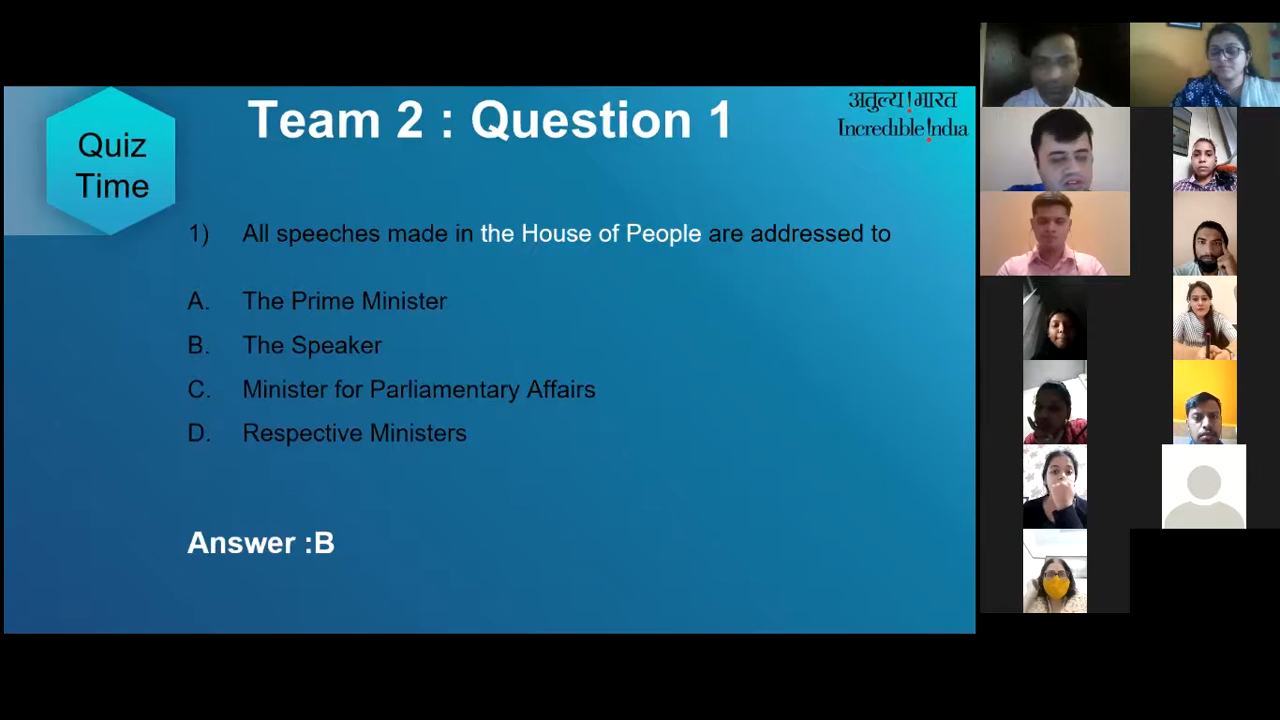 Quiz
Time
Team 2 : Question 1
अतुल्य!भारत
Incredible!ndia
1) All speeches made in the House of People are addressed to
A. The Prime Minister
B. The Speaker
C. Minister for Parliamentary Affairs
D. Respective Ministers
Answer :B